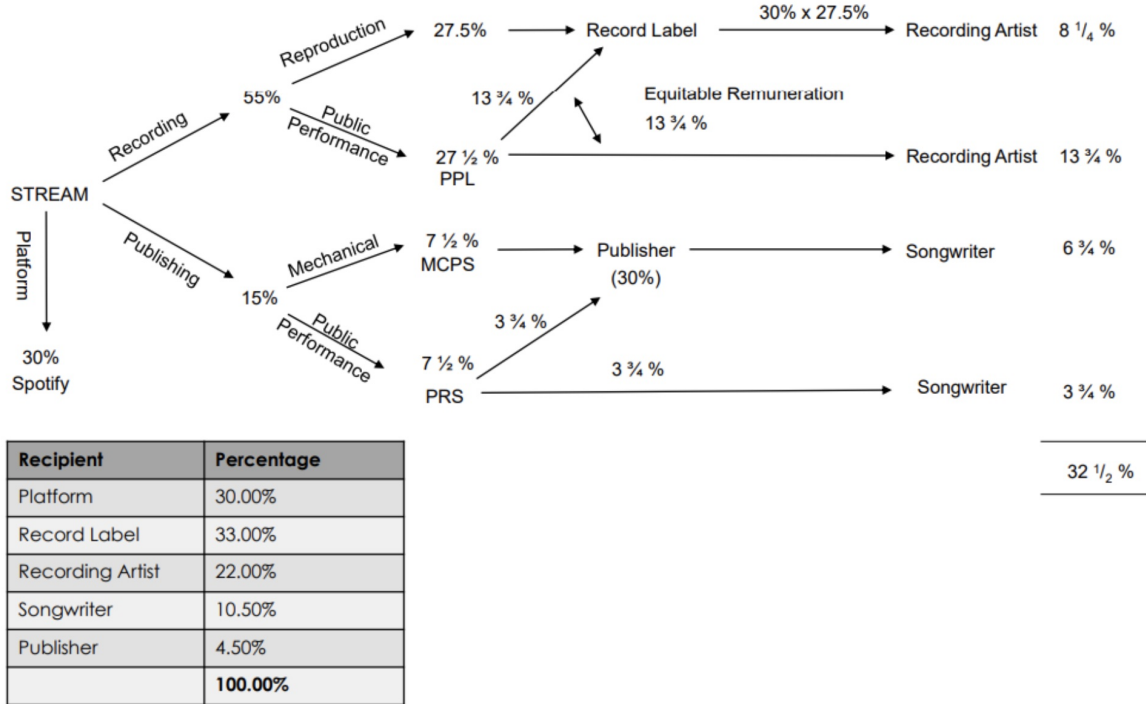 30% x 27.5%
Reproduction
27.5%
Record Label
Recording Artist 8 1/4 %
55%
13 ¾ %
Equitable Remuneration
13 ¾ %
Recording
Public
Performance
27 ½ %
PPL
Recording Artist 13 ¾ %
STREAM
Platform
Publishing
Mechanical
7 ½ %
MCPS
Publisher
(30%)
Songwriter 6 ¾ %
15%
3 ¾ %
Public
Performance
30%
Spotify
7 ½ %
PRS
3 ¾ %
Songwriter 3 ¾ %
32 1/2 %
Recipient Percentage
Platform 30.00%
Record Label 33.00%
Recording Artist 22.00%
Songwriter 10.50%
Publisher 4.50%
100.00%